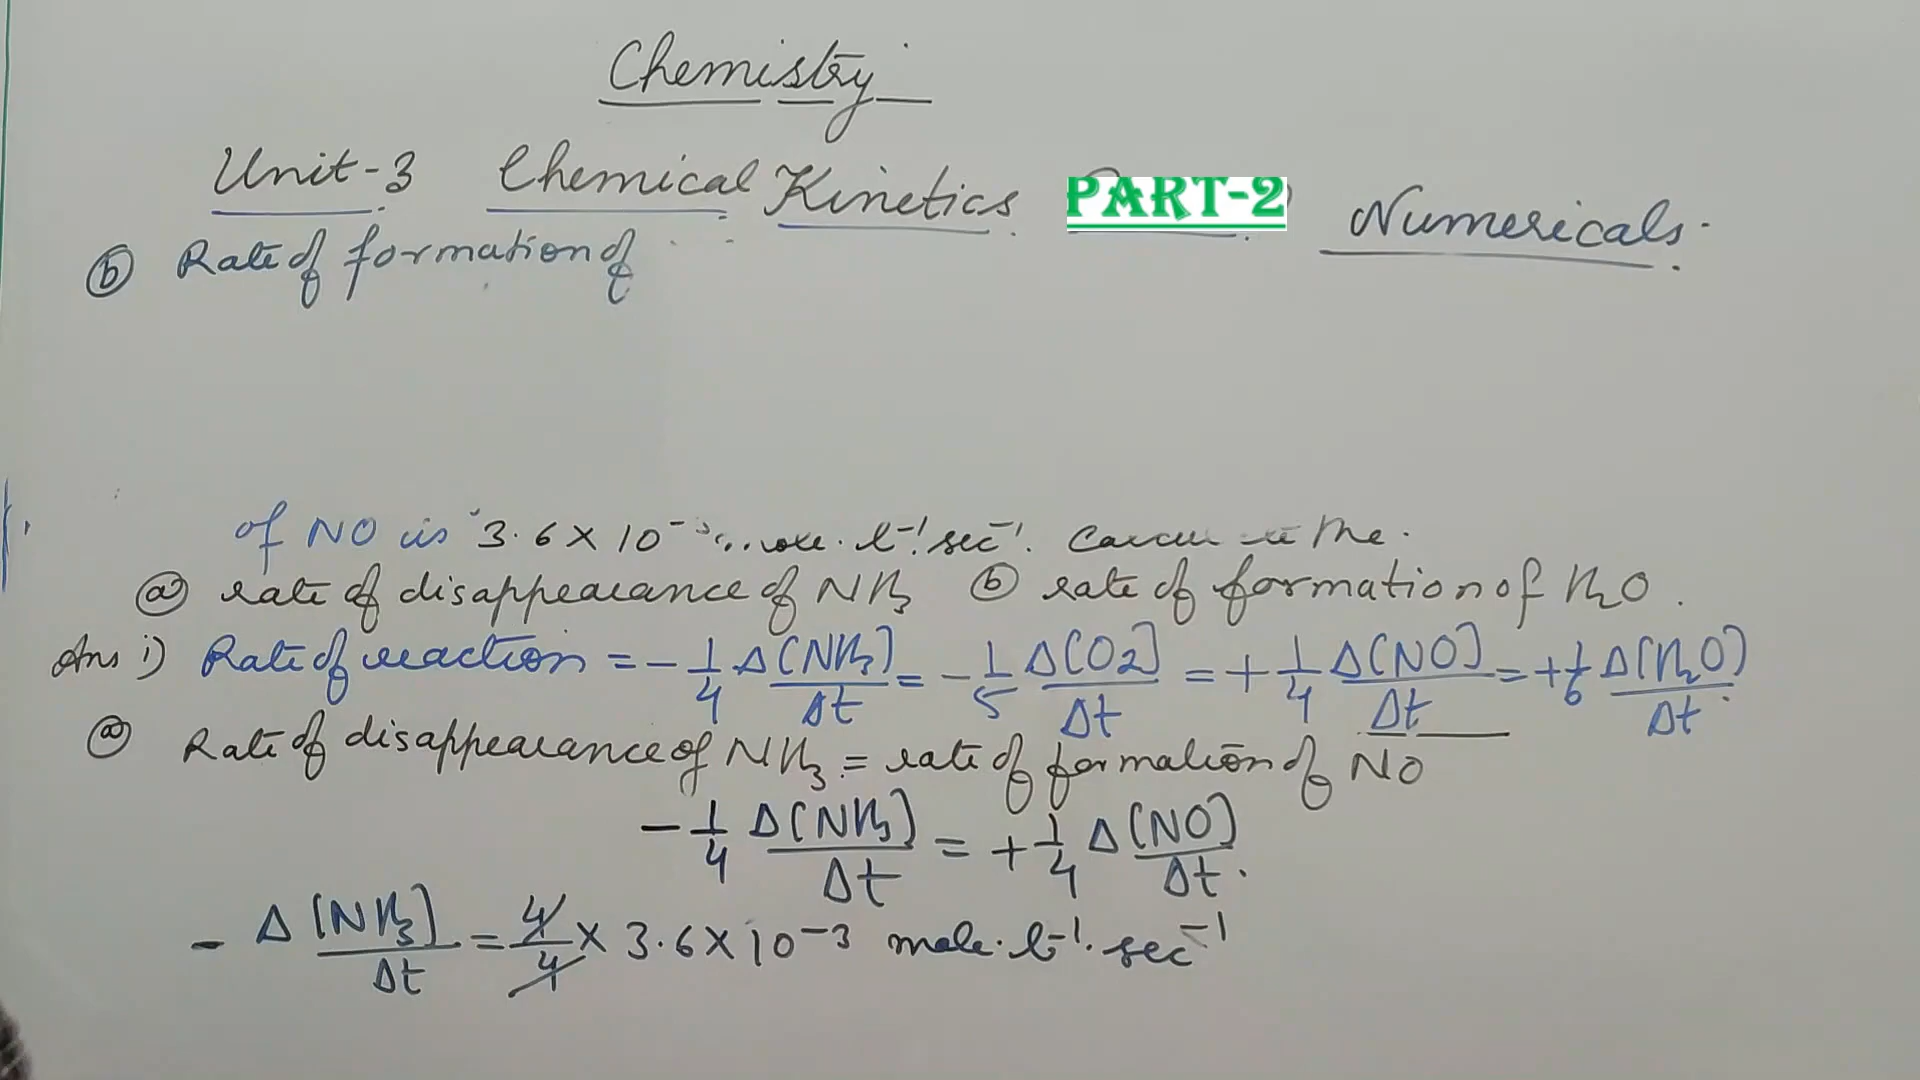 Chemistry
Unit-3 Chemical Kinetics PART-2 Numericals.
ⓑ Rate of formation of
of NO is 3.6 × 10⁻ l⁻¹ sec⁻¹. the.
ⓐ rate of disappearance of NH₃ ⓑ rate of formation of H₂O.
Ans i) Rate of reaction = - 1/4 Δ[NH₃]/Δt = - 1/5 Δ[O2]/Δt = + 1/4 Δ[NO]/Δt = + 1/6 Δ[H₂O]/Δt
ⓐ Rate of disappearance of NH₃ = rate of formation of NO
- 1/4 Δ[NH₃]/Δt = + 1/4 Δ[NO]/Δt.
- Δ[NH₃]/Δt = 4/4 × 3.6 × 10⁻³ mole. l⁻¹. sec⁻¹